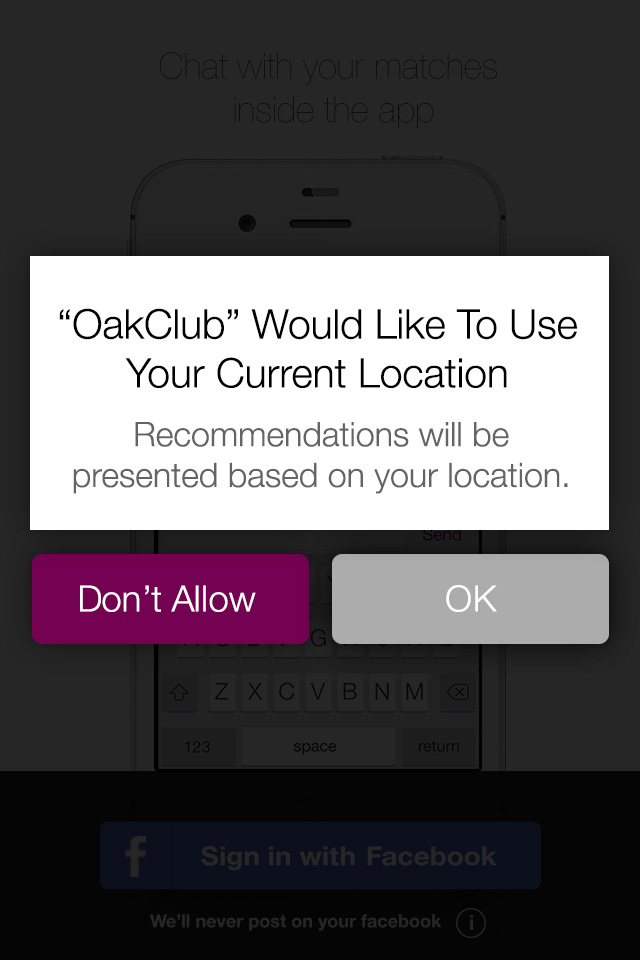 Chat with your matches
inside the app
“OakClub” Would Like To Use
Your Current Location
Recommendations will be
presented based on your location.
Send
Don’t Allow
OK
G
Z X C V B N M
123 space return
f Sign in with Facebook
We'll never post on your facebook i